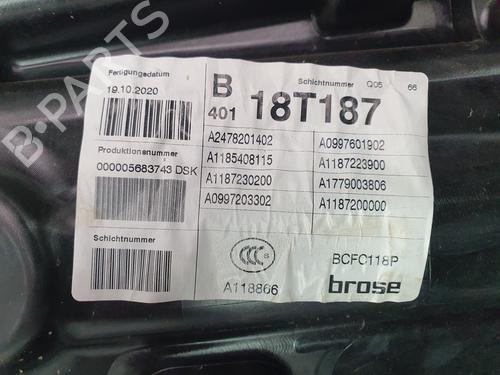 B-PARTS
Fertigungsdatum
19.10.2020
B 401 18T187
Schichtnummer Q05 66
Produktionsnummer
000005683743 DSK
A2478201402 A0997601902
A1185408115 A1187223900
A1187230200 A1779003806
A0997203302 A1187200000
Schichtnummer
CCC S
A118866
BCFC118P
brose